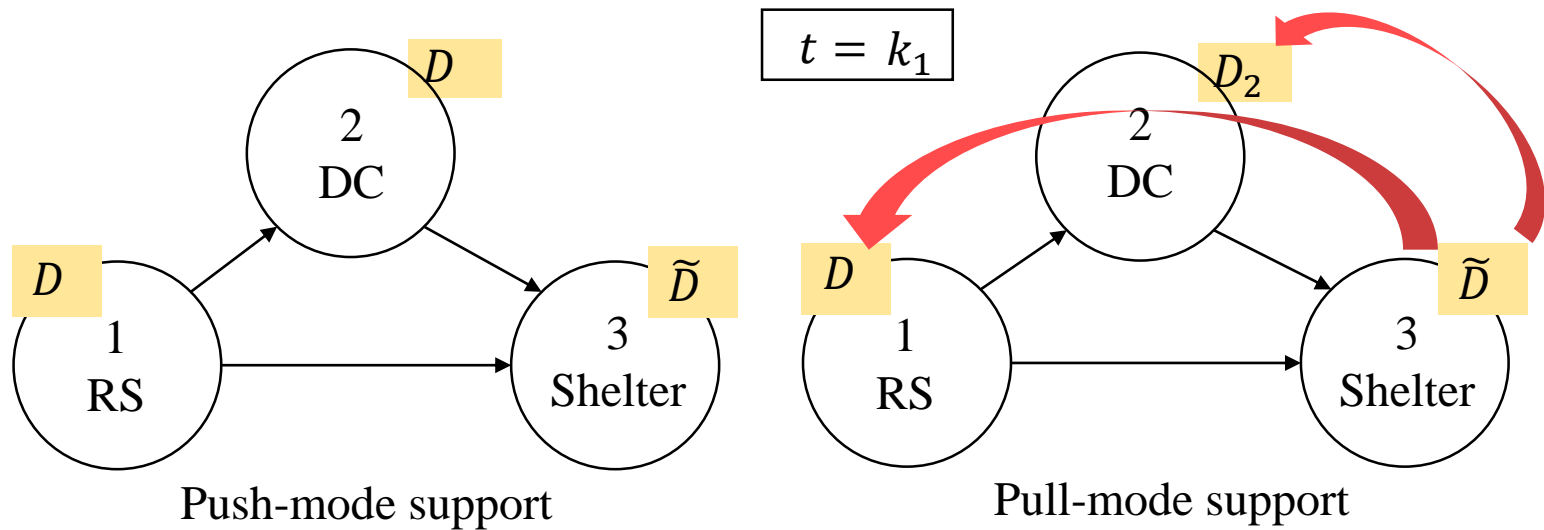 D
2
DC
D
1
RS
D̃
3
Shelter
Push-mode support
t = k₁
D₂
2
DC
D
1
RS
D̃
3
Shelter
Pull-mode support